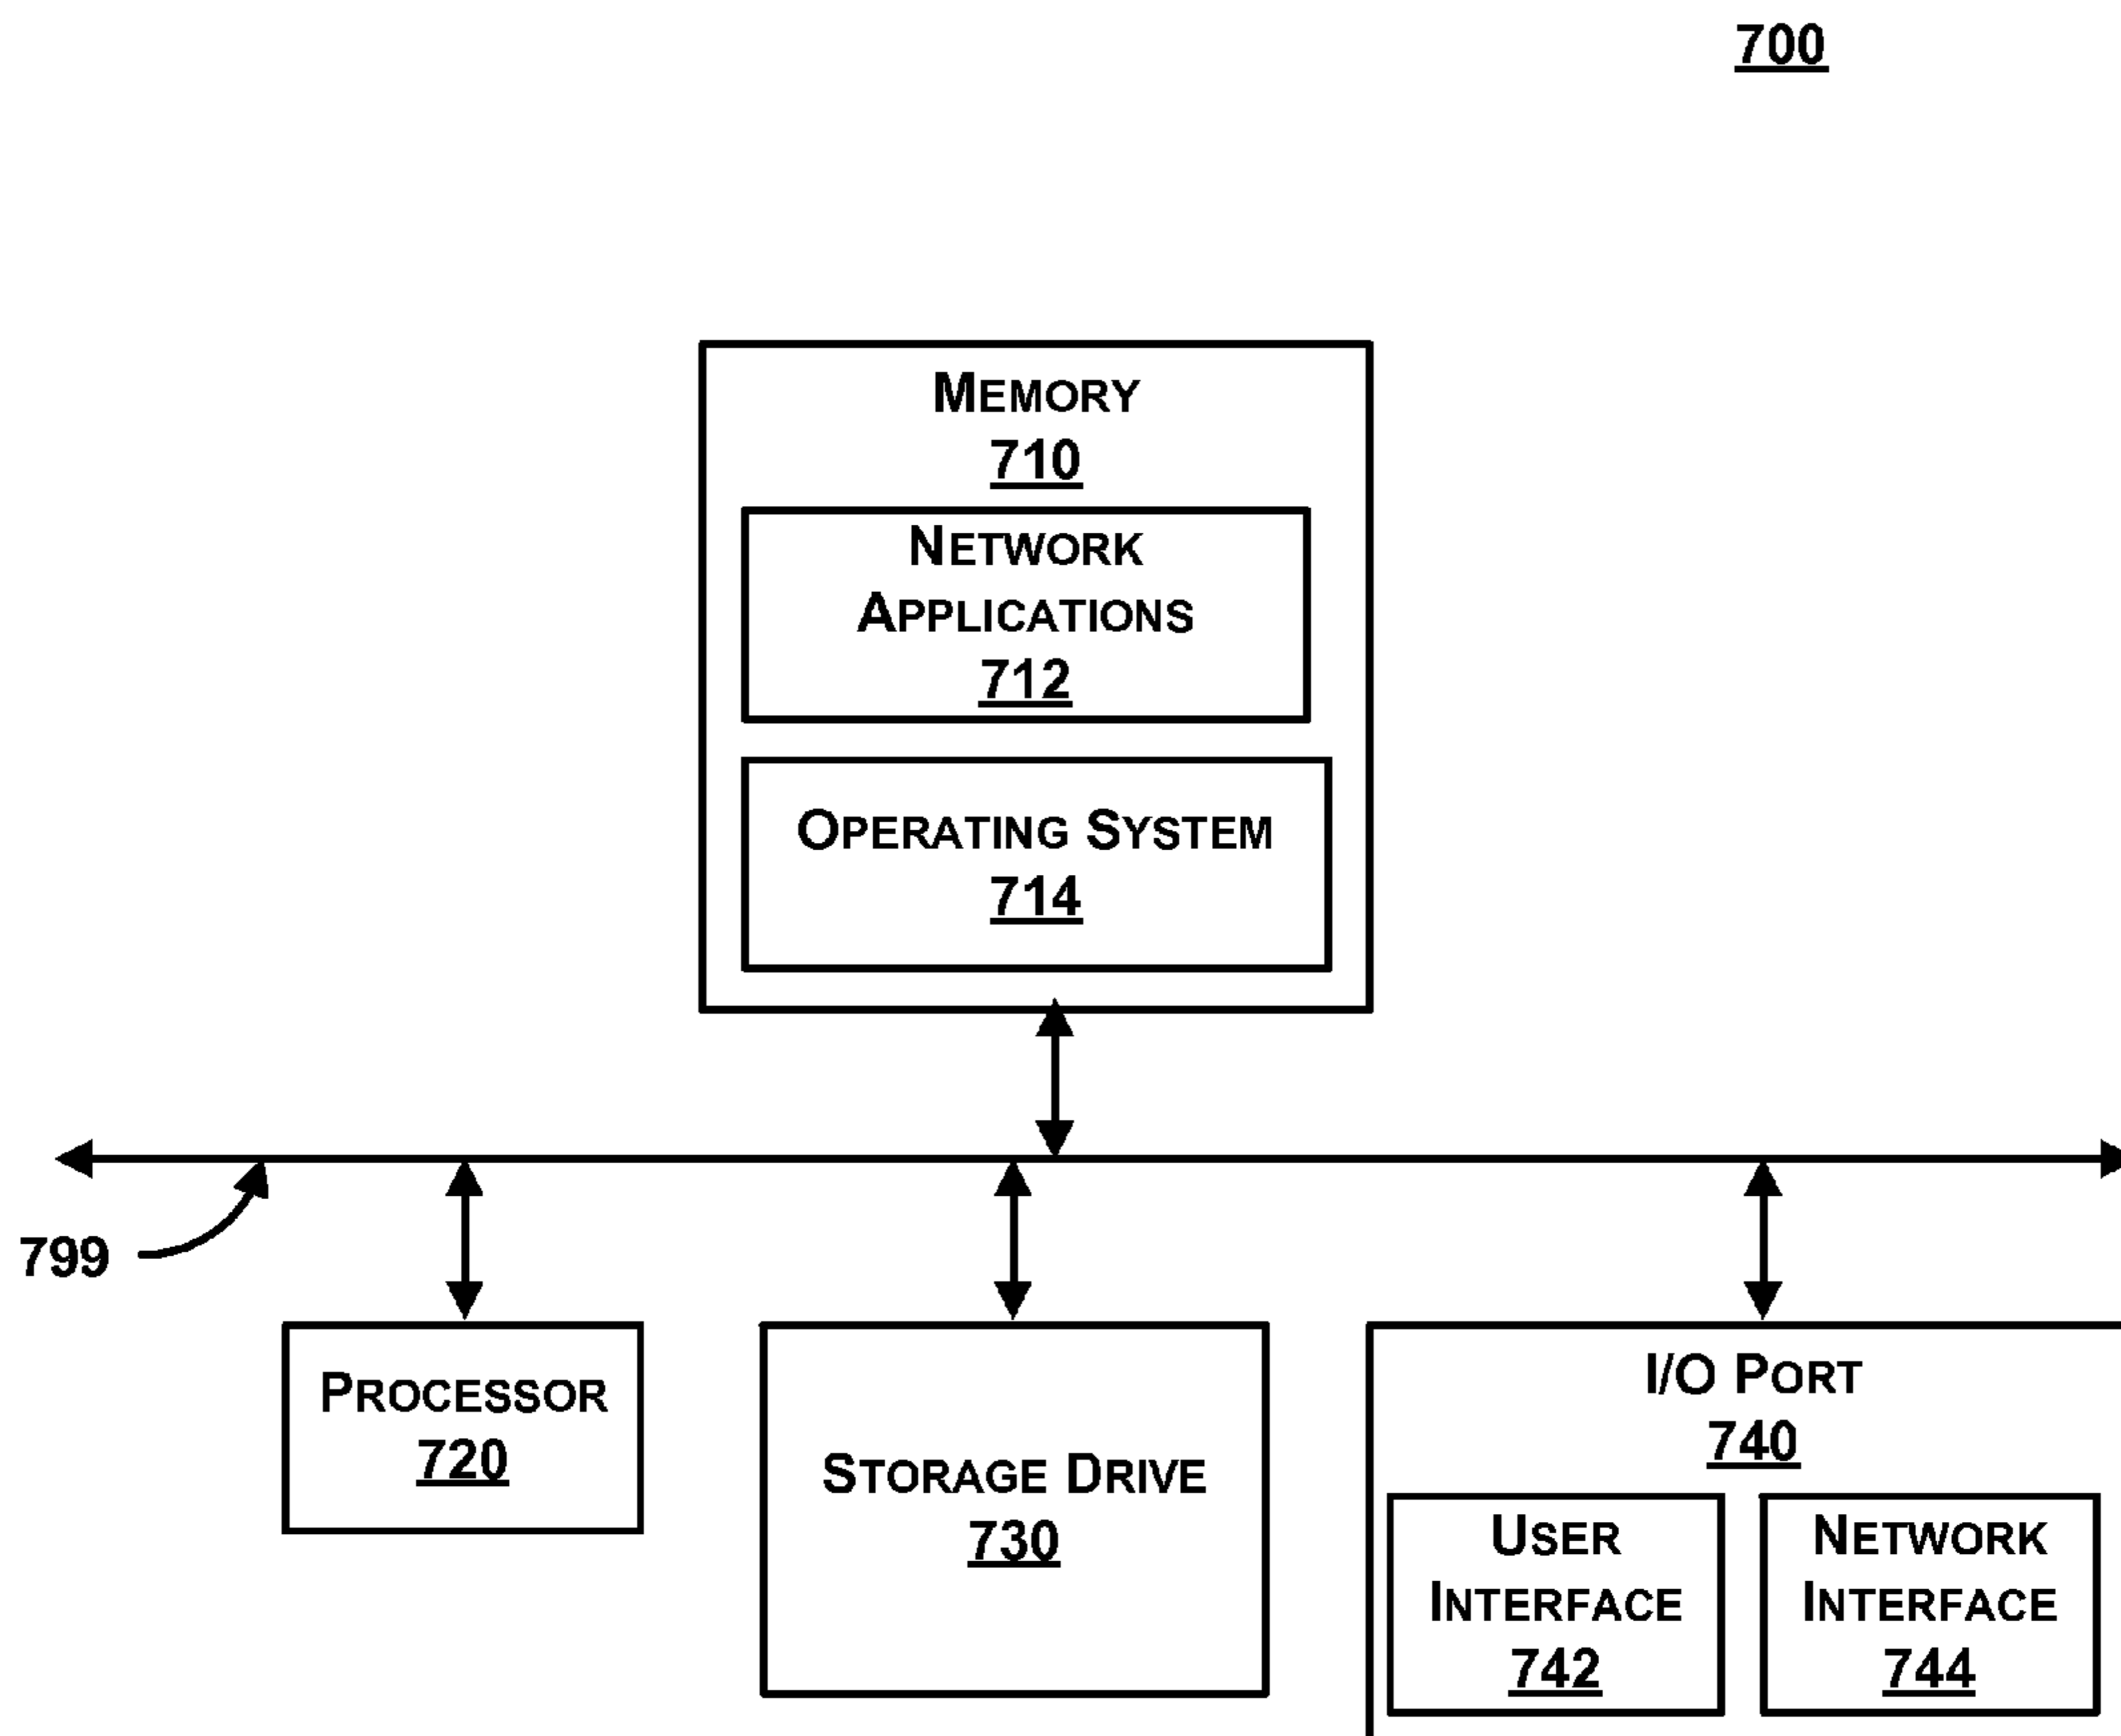 700
MEMORY
710
NETWORK
APPLICATIONS
712
OPERATING SYSTEM
714
799
PROCESSOR
720
STORAGE DRIVE
730
I/O PORT
740
USER
INTERFACE
742
NETWORK
INTERFACE
744